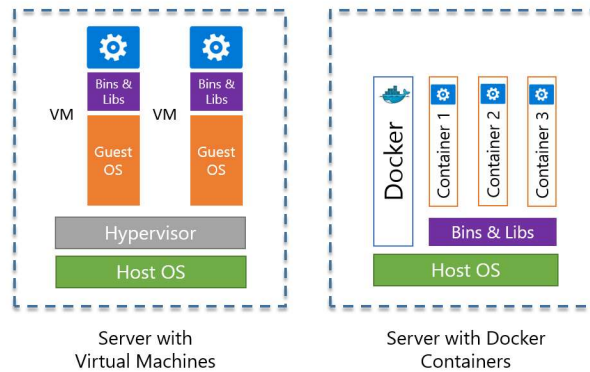 Bins &
Libs
Bins &
Libs
VM
VM
Guest
OS
Guest
OS
Hypervisor
Host OS
Server with
Virtual Machines
Docker
Container 1
Container 2
Container 3
Bins & Libs
Host OS
Server with Docker
Containers